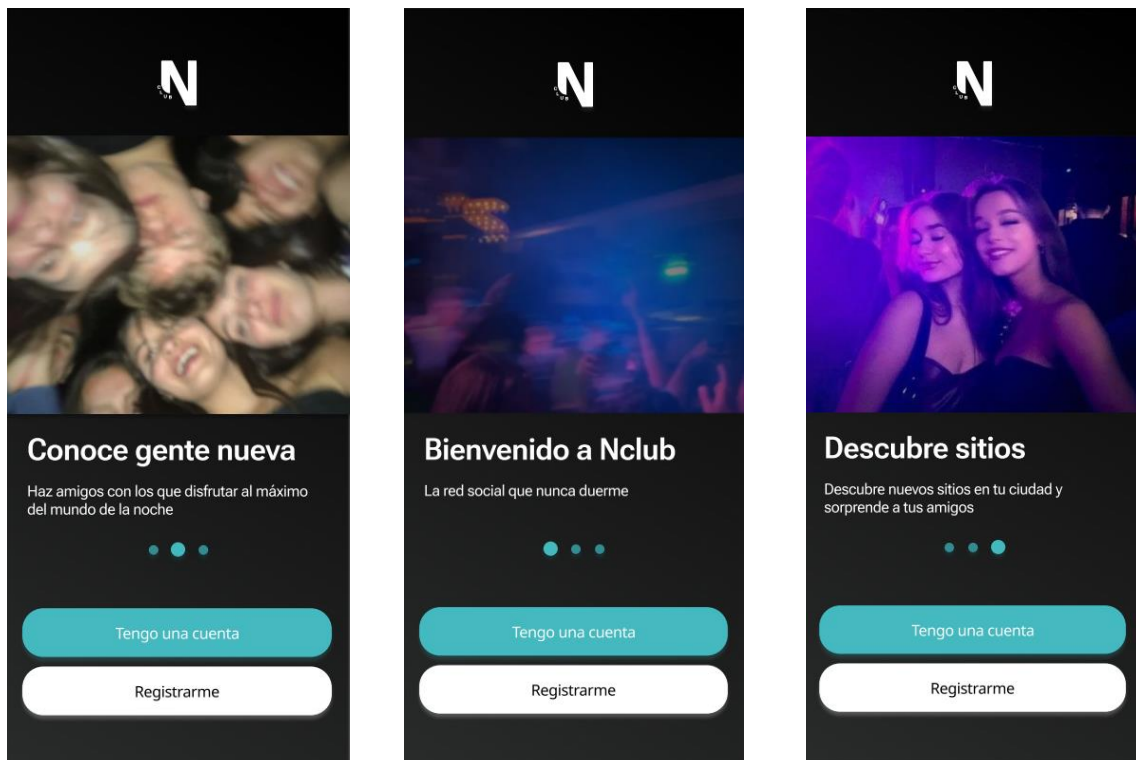 N
CLUB
Conoce gente nueva
Haz amigos con los que disfrutar al máximo
del mundo de la noche
Tengo una cuenta
Registrarme
N
CLUB
Bienvenido a Nclub
La red social que nunca duerme
Tengo una cuenta
Registrarme
N
CLUB
Descubre sitios
Descubre nuevos sitios en tu ciudad y
sorprende a tus amigos
Tengo una cuenta
Registrarme